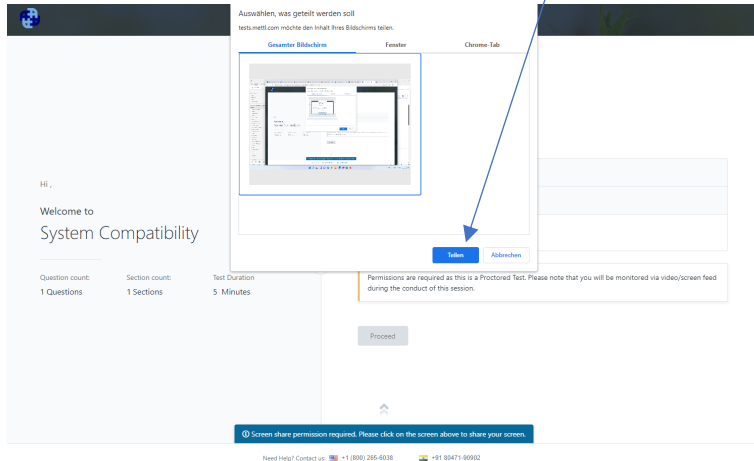 Auswählen, was geteilt werden soll
tests.mettl.com möchte den Inhalt Ihres Bildschirms teilen.
Gesamter Bildschirm Fenster Chrome-Tab
Teilen Abbrechen
Hi ,
Welcome to
System Compatibility
Question count: Section count: Test Duration
1 Questions 1 Sections 5 Minutes
Permissions are required as this is a Proctored Test. Please note that you will be monitored via video/screen feed
during the conduct of this session.
Proceed
Screen share permission required. Please click on the screen above to share your screen.
Need Help? Contact us: +1 (800) 265-6038 +91 80471-90902